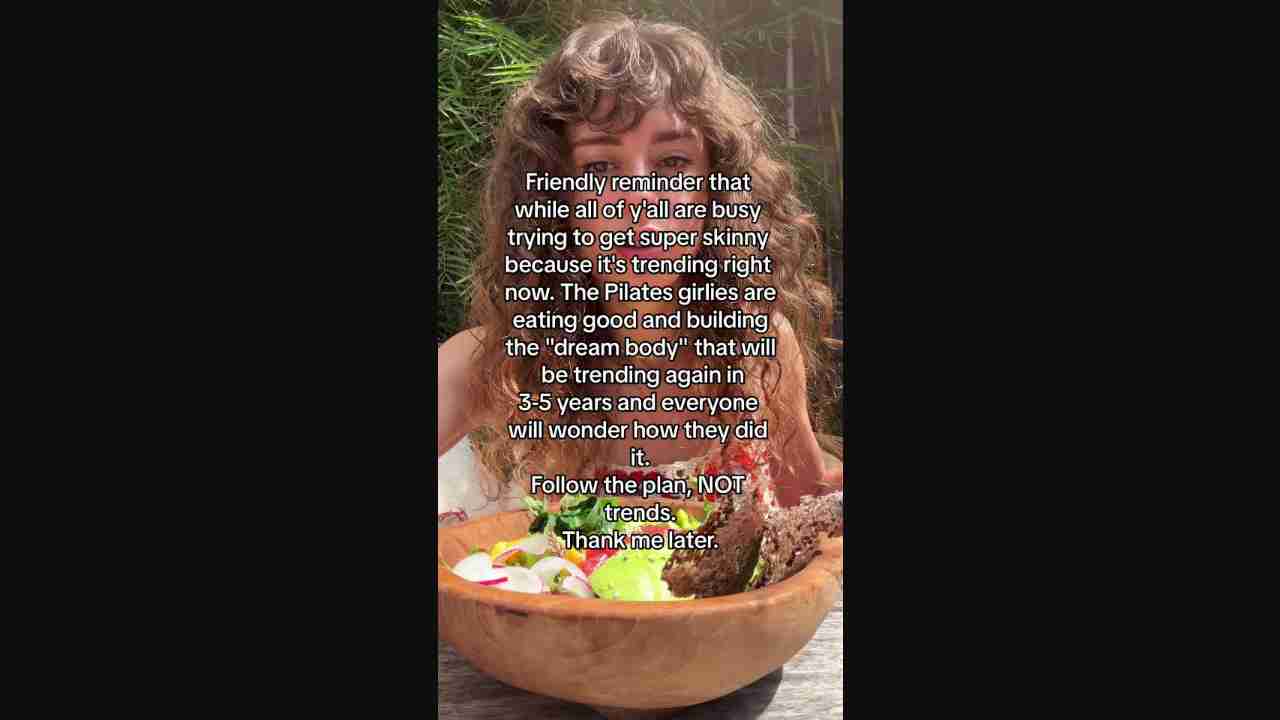 Friendly reminder that
while all of y'all are busy
trying to get super skinny
because it's trending right
now. The Pilates girlies are
eating good and building
the "dream body" that will
be trending again in
3-5 years and everyone
will wonder how they did
it.
Follow the plan, NOT
trends.
Thank me later.